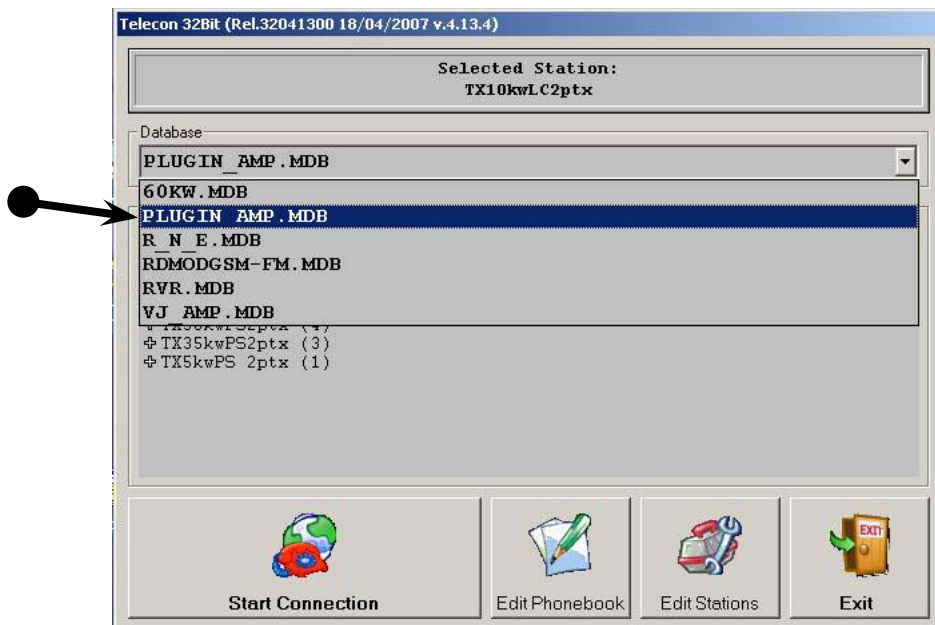 Telecon 32Bit (Rel.32041300 18/04/2007 v.4.13.4)
Selected Station:
TX10kwLC2ptx
Database
PLUGIN_AMP.MDB
60KW.MDB
PLUGIN_AMP.MDB
R_N_E.MDB
RDMODGSM-FM.MDB
RVR.MDB
VJ_AMP.MDB
TX35kwPS2ptx (3)
TX5kwPS 2ptx (1)
Start Connection
Edit Phonebook
Edit Stations
EXIT
Exit